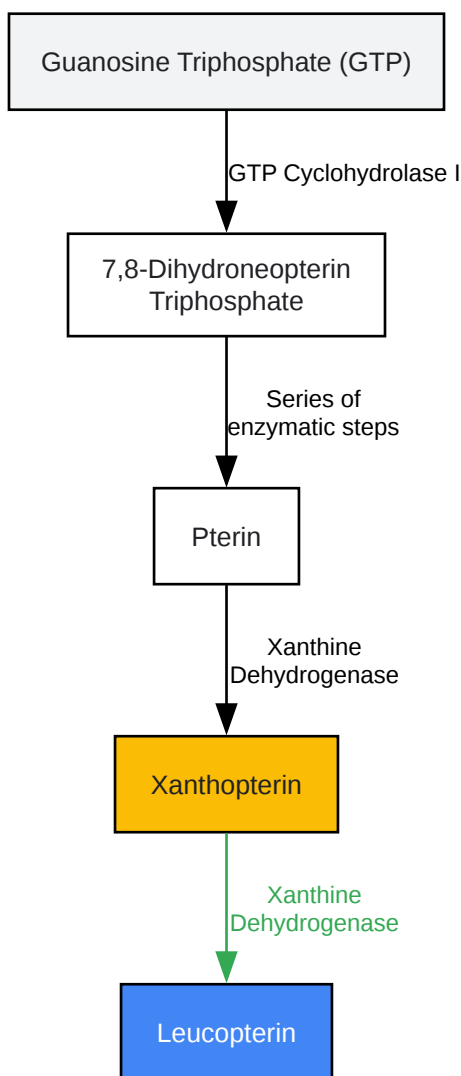 Guanosine Triphosphate (GTP)
GTP Cyclohydrolase I
7,8-Dihydroneopterin
Triphosphate
Series of
enzymatic steps
Pterin
Xanthine
Dehydrogenase
Xanthopterin
Xanthine
Dehydrogenase
Leucopterin